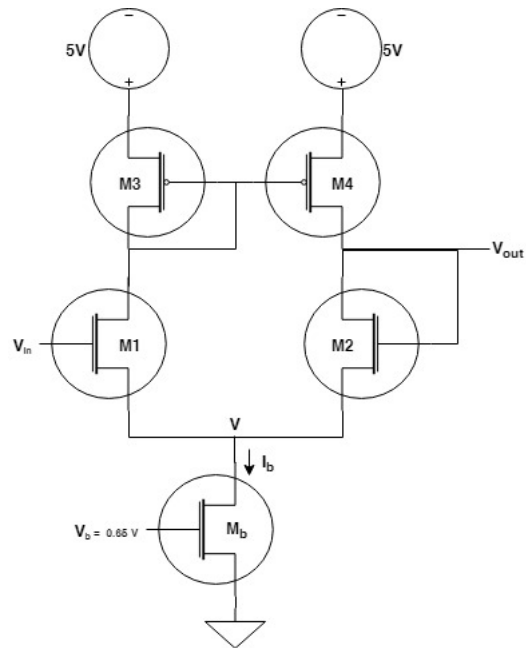 − −
5V 5V
+ +
M3 M4
Vout
Vin M1 M2
V
Ib
Vb = 0.65 V Mb